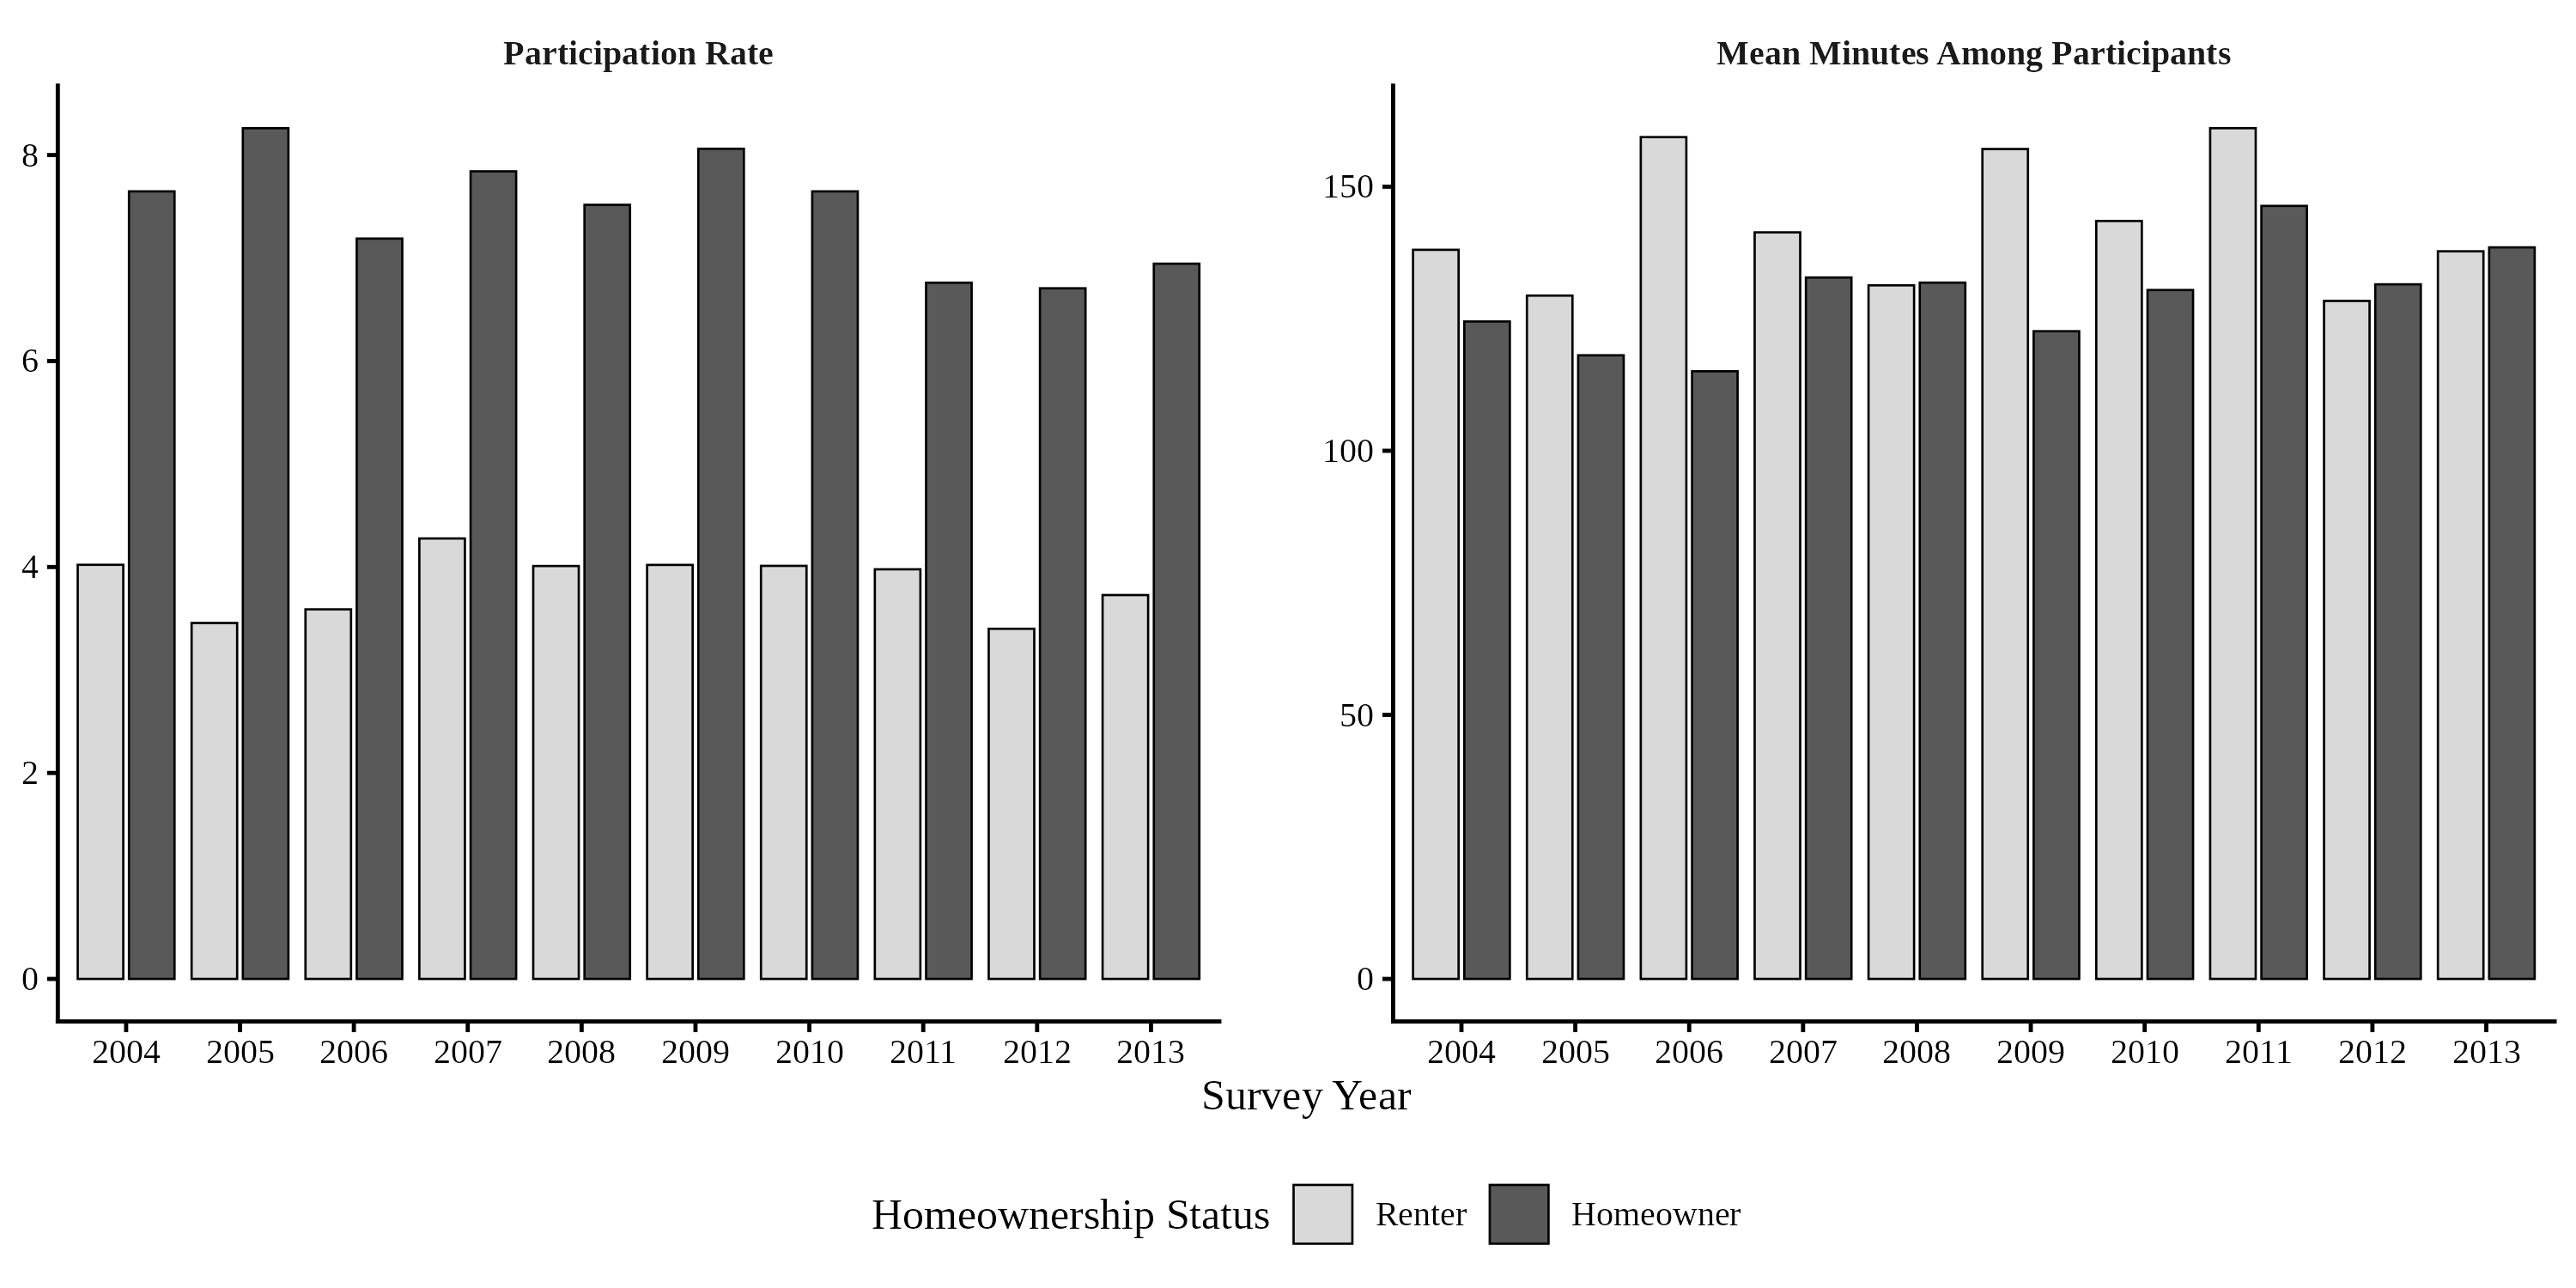 Participation Rate
Mean Minutes Among Participants
8
6
4
2
0
150
100
50
0
2004 2005 2006 2007 2008 2009 2010 2011 2012 2013
2004 2005 2006 2007 2008 2009 2010 2011 2012 2013
Survey Year
Homeownership Status Renter Homeowner